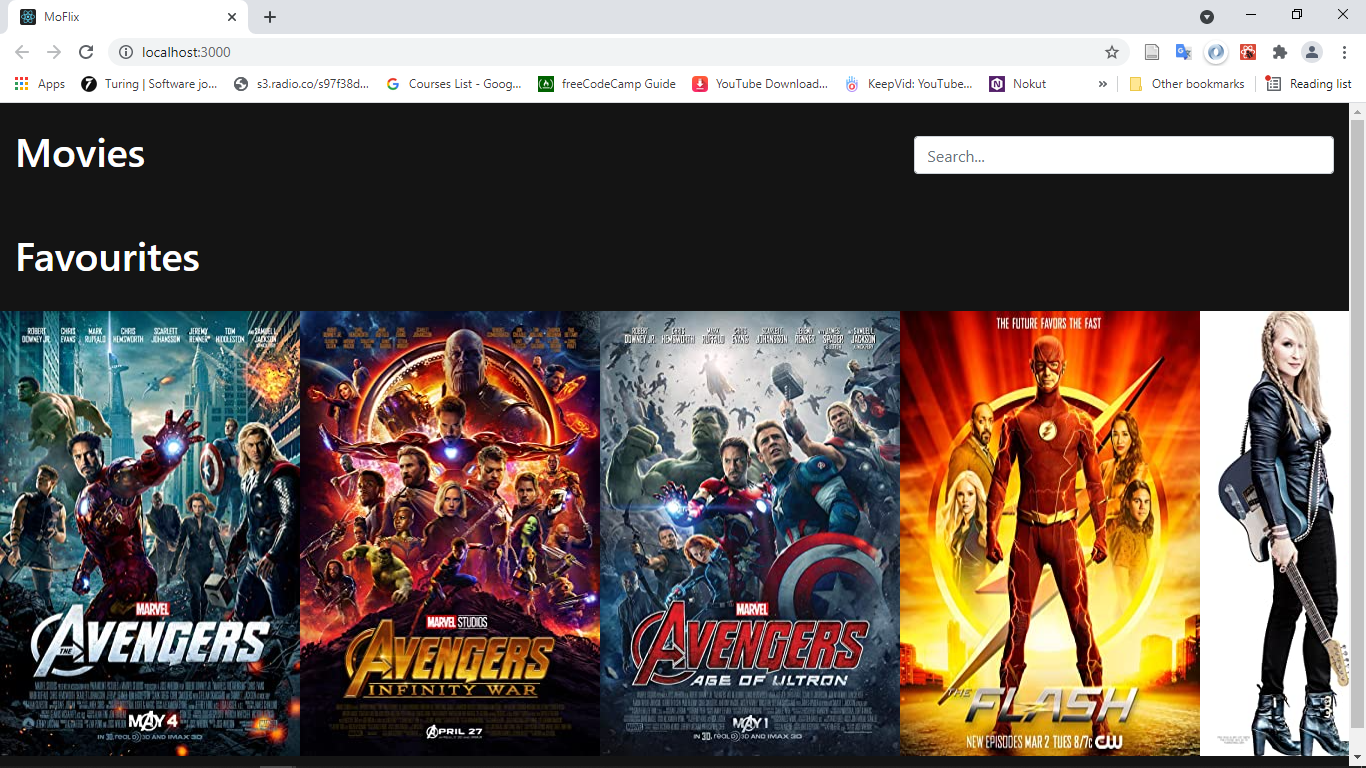 MoFlix
localhost:3000
Apps
Turing | Software jo...
s3.radio.co/s97f38d...
Courses List - Goog...
freeCodeCamp Guide
YouTube Download...
KeepVid: YouTube...
Nokut
»
Other bookmarks
Reading list
Movies
Search...
Favourites
ROBERT DOWNEY JR.
CHRIS EVANS
MARK RUFFALO
CHRIS HEMSWORTH
SCARLETT JOHANSSON
JEREMY RENNER
TOM HIDDLESTON
AND SAMUEL L. JACKSON
MARVEL
THE AVENGERS
MAY 4
IN 3D, REAL D 3D AND IMAX 3D
MARVEL STUDIOS
AVENGERS
INFINITY WAR
APRIL 27
ROBERT DOWNEY JR.
CHRIS HEMSWORTH
MARK RUFFALO
CHRIS EVANS
SCARLETT JOHANSSON
JEREMY RENNER
WITH JAMES SPADER
AND SAMUEL L. JACKSON
MARVEL
AVENGERS
AGE OF ULTRON
MAY 1
IN 3D, REAL D 3D AND IMAX 3D
THE FUTURE FAVORS THE FAST
THE FLASH
NEW EPISODES MAR 2 TUES 8/7c CW